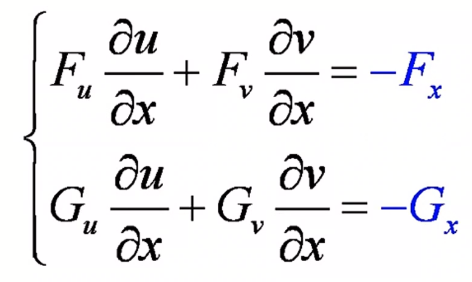 F_u ∂u/∂x + F_v ∂v/∂x = −F_x
G_u ∂u/∂x + G_v ∂v/∂x = −G_x